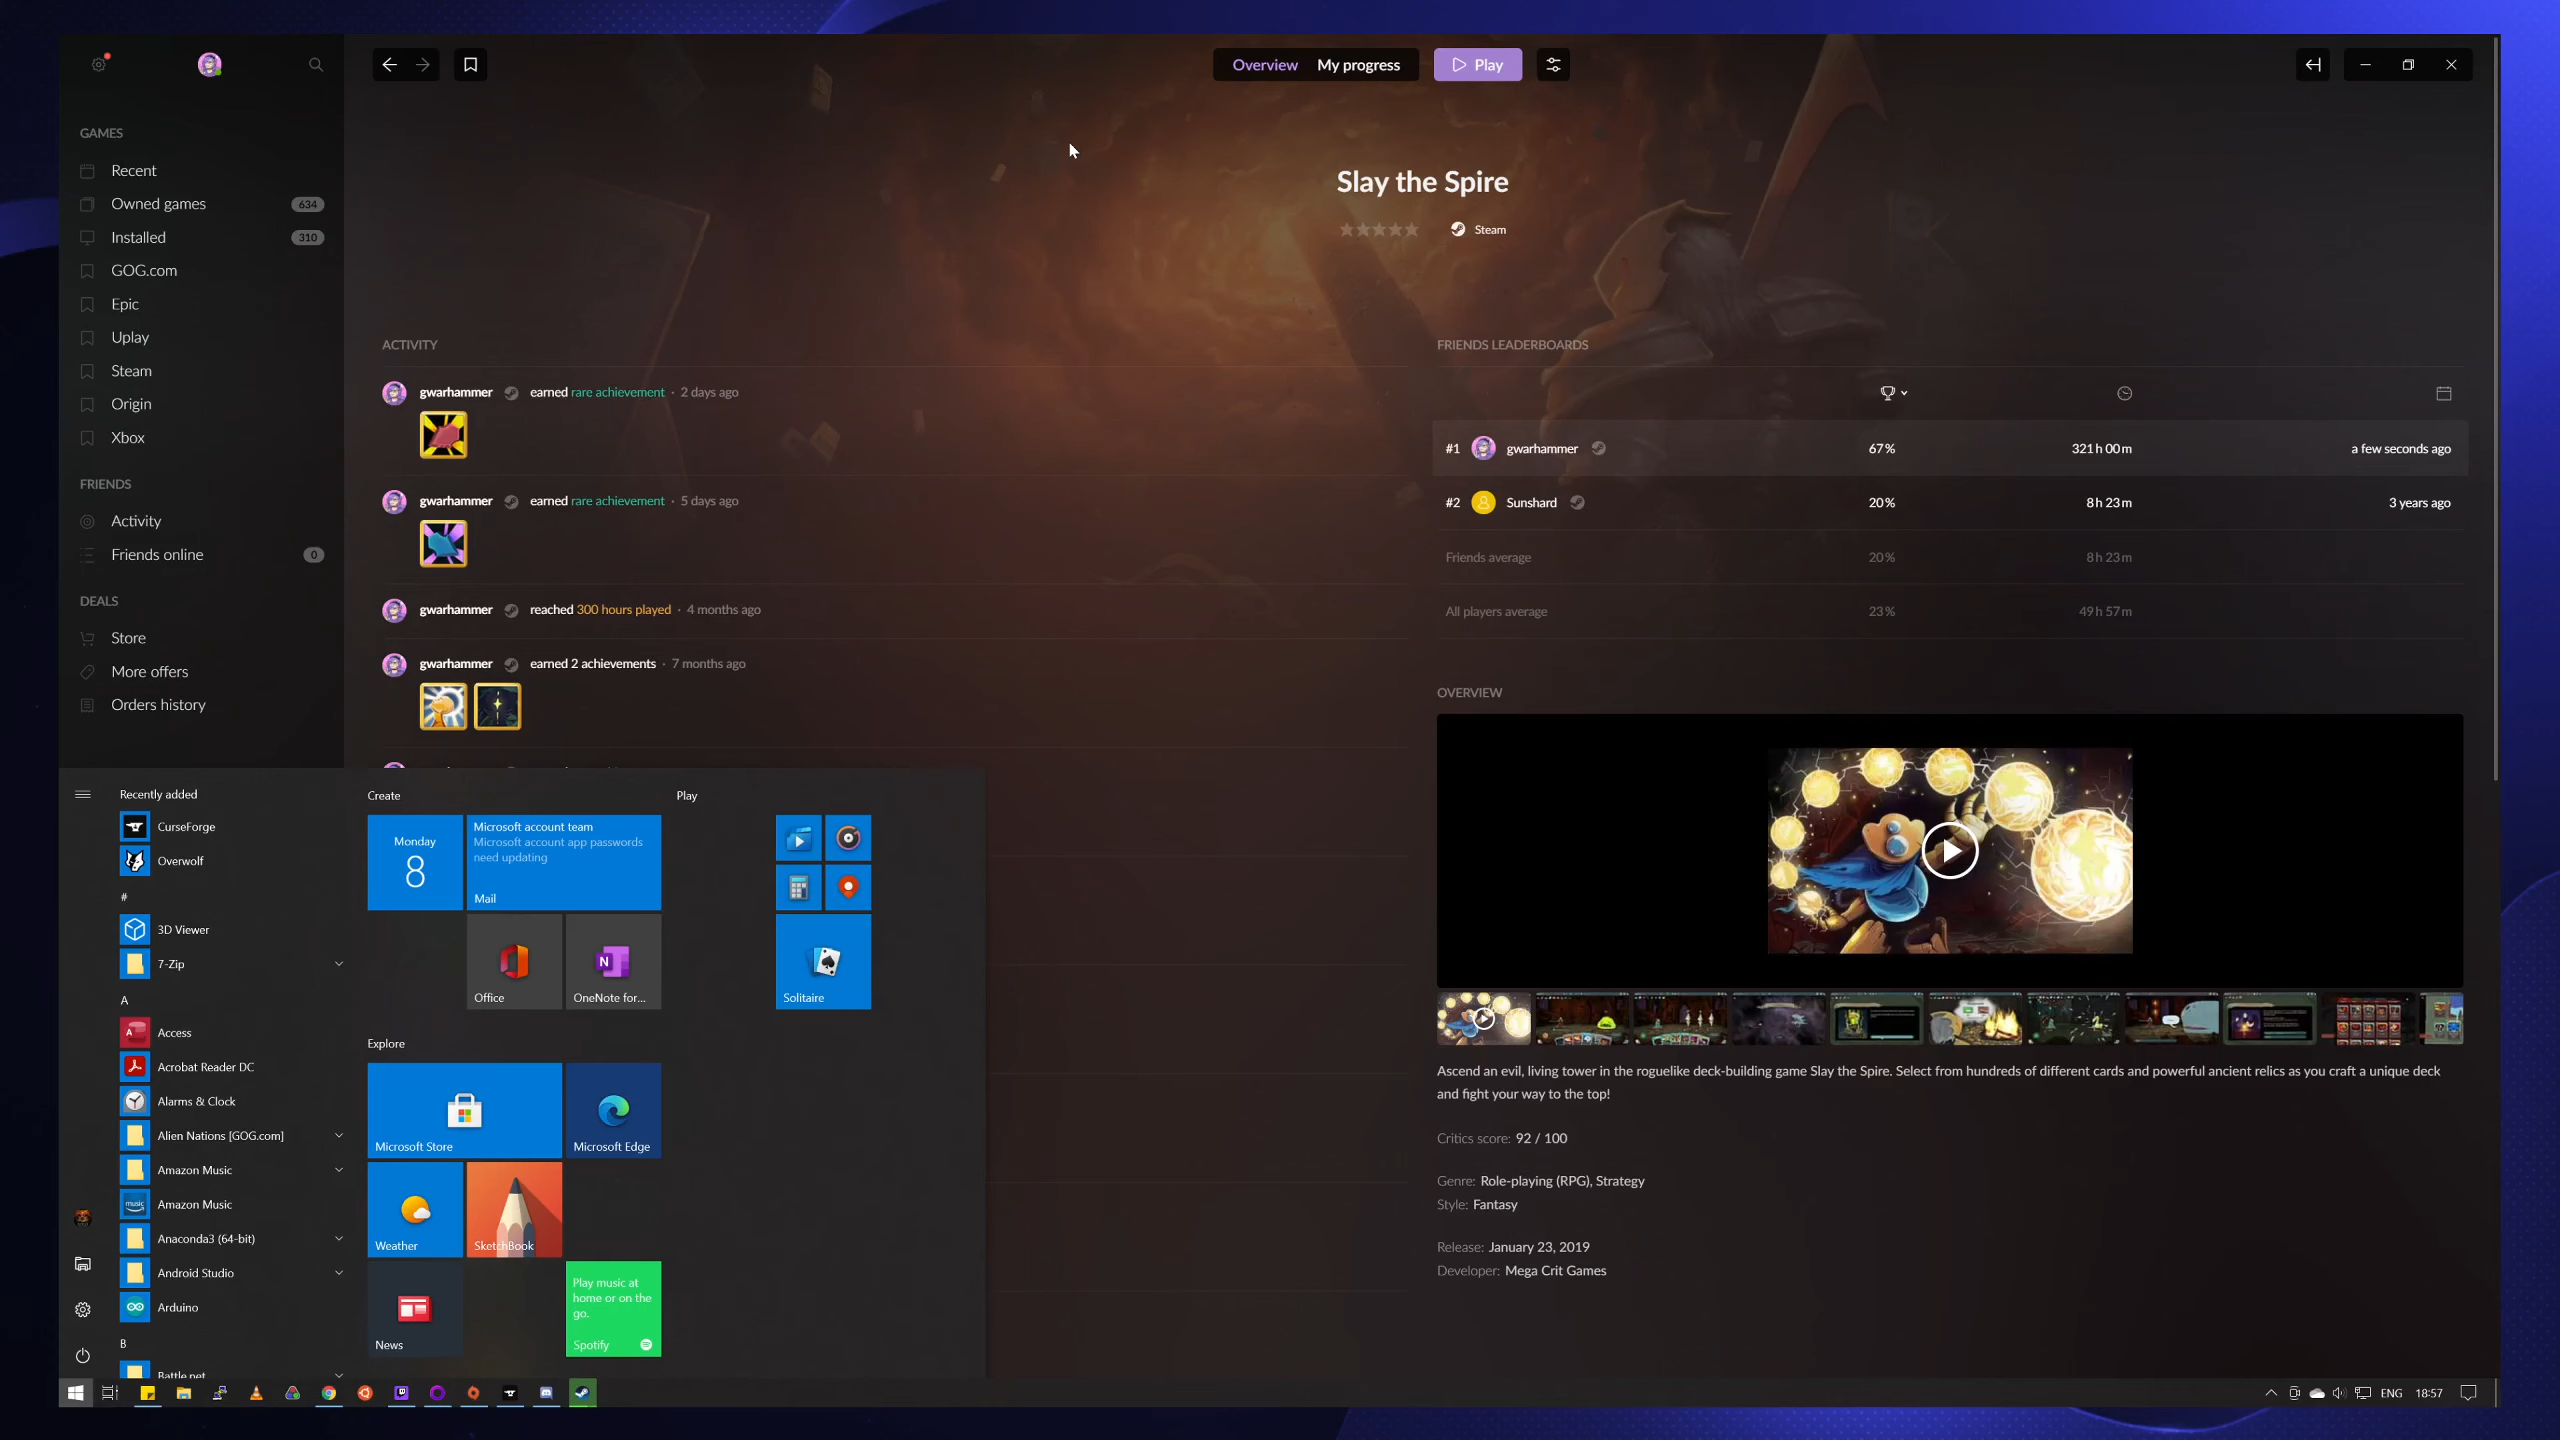 Overview
My progress
Play
GAMES
Recent
Owned games 634
Installed 310
GOG.com
Epic
Uplay
Steam
Origin
Xbox
FRIENDS
Activity
Friends online 0
DEALS
Store
More offers
Orders history
Slay the Spire
Steam
ACTIVITY
gwarhammer earned rare achievement · 2 days ago
gwarhammer earned rare achievement · 5 days ago
gwarhammer reached 300 hours played · 4 months ago
gwarhammer earned 2 achievements · 7 months ago
FRIENDS LEADERBOARDS
#1 gwarhammer 67% 321h 00m a few seconds ago
#2 Sunshard 20% 8h 23m 3 years ago
Friends average 20% 8h 23m
All players average 23% 49h 57m
OVERVIEW
Ascend an evil, living tower in the roguelike deck-building game Slay the Spire. Select from hundreds of different cards and powerful ancient relics as you craft a unique deck
and fight your way to the top!
Critics score: 92 / 100
Genre: Role-playing (RPG), Strategy
Style: Fantasy
Release: January 23, 2019
Developer: Mega Crit Games
Recently added
CurseForge
Overwolf
#
3D Viewer
7-Zip
A
Access
Acrobat Reader DC
Alarms & Clock
Alien Nations [GOG.com]
Amazon Music
Amazon Music
Anaconda3 (64-bit)
Android Studio
Arduino
B
Battle.net
Create
Monday
8
Microsoft account team
Microsoft account app passwords
need updating
Mail
Office
OneNote for...
Explore
Microsoft Store
Microsoft Edge
Weather
SketchBook
News
Play music at
home or on the
go.
Spotify
Play
Solitaire
ENG 18:57